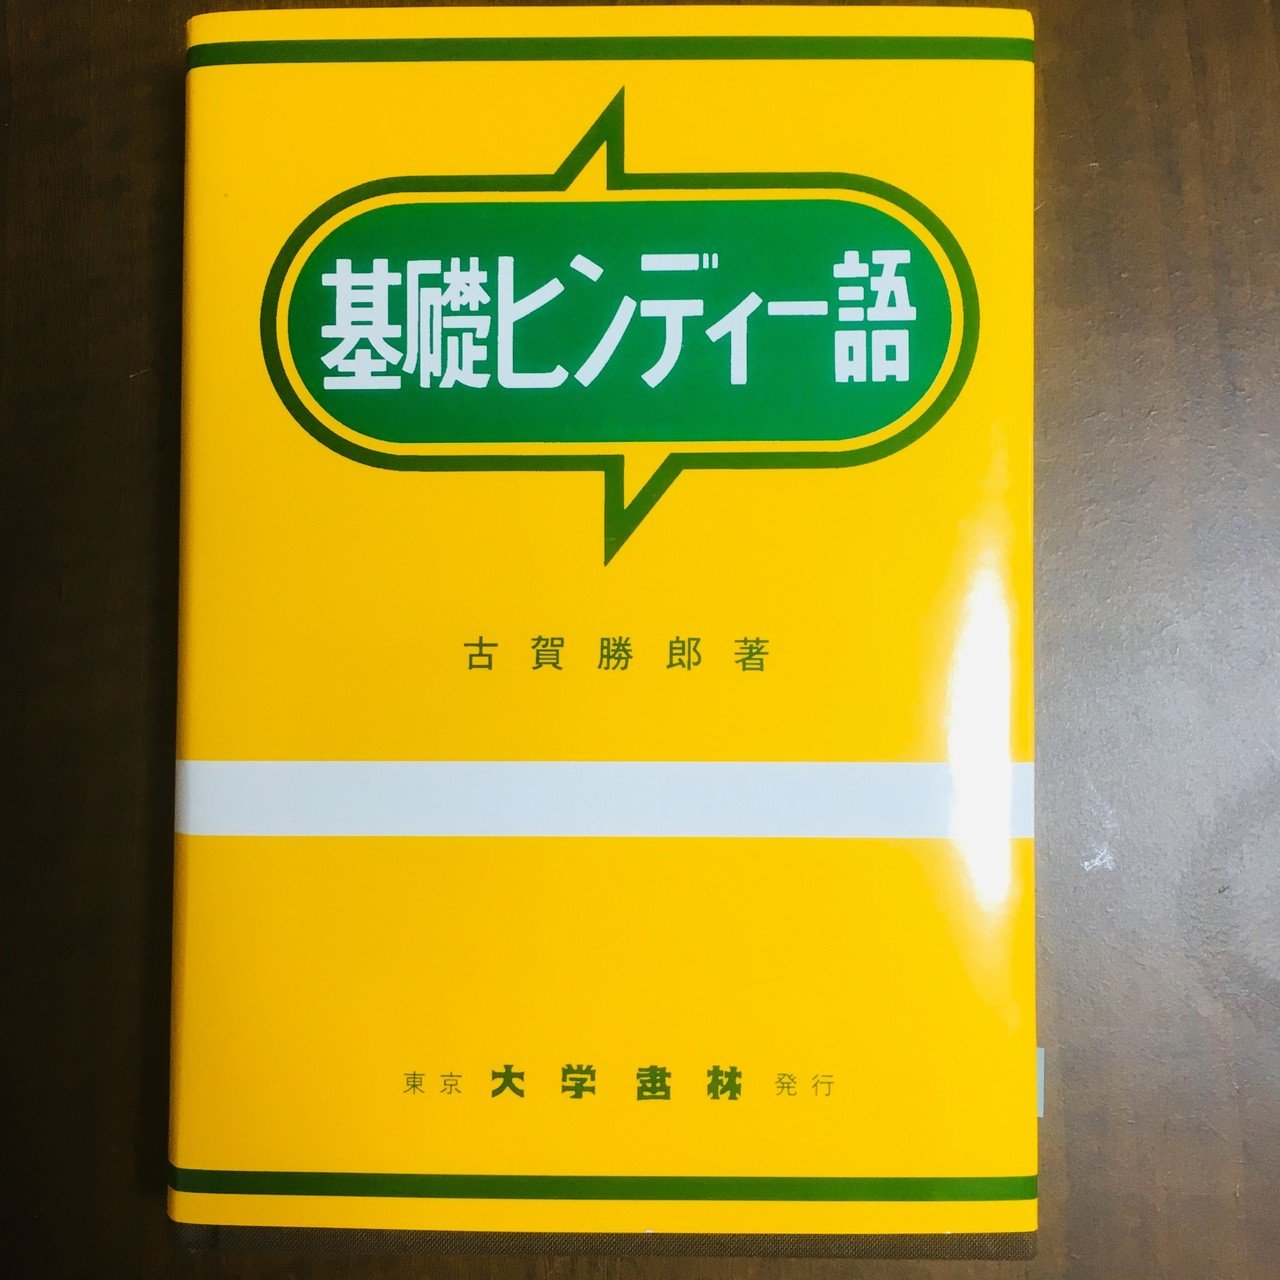 基礎ヒンディー語
古賀勝郎著
東京 大学書林 発行